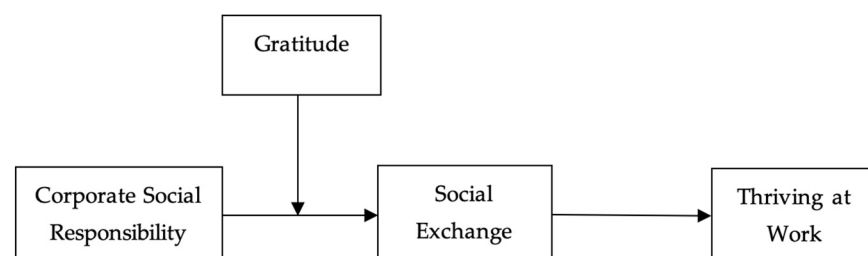 Gratitude
Corporate Social
Responsibility
Social
Exchange
Thriving at
Work